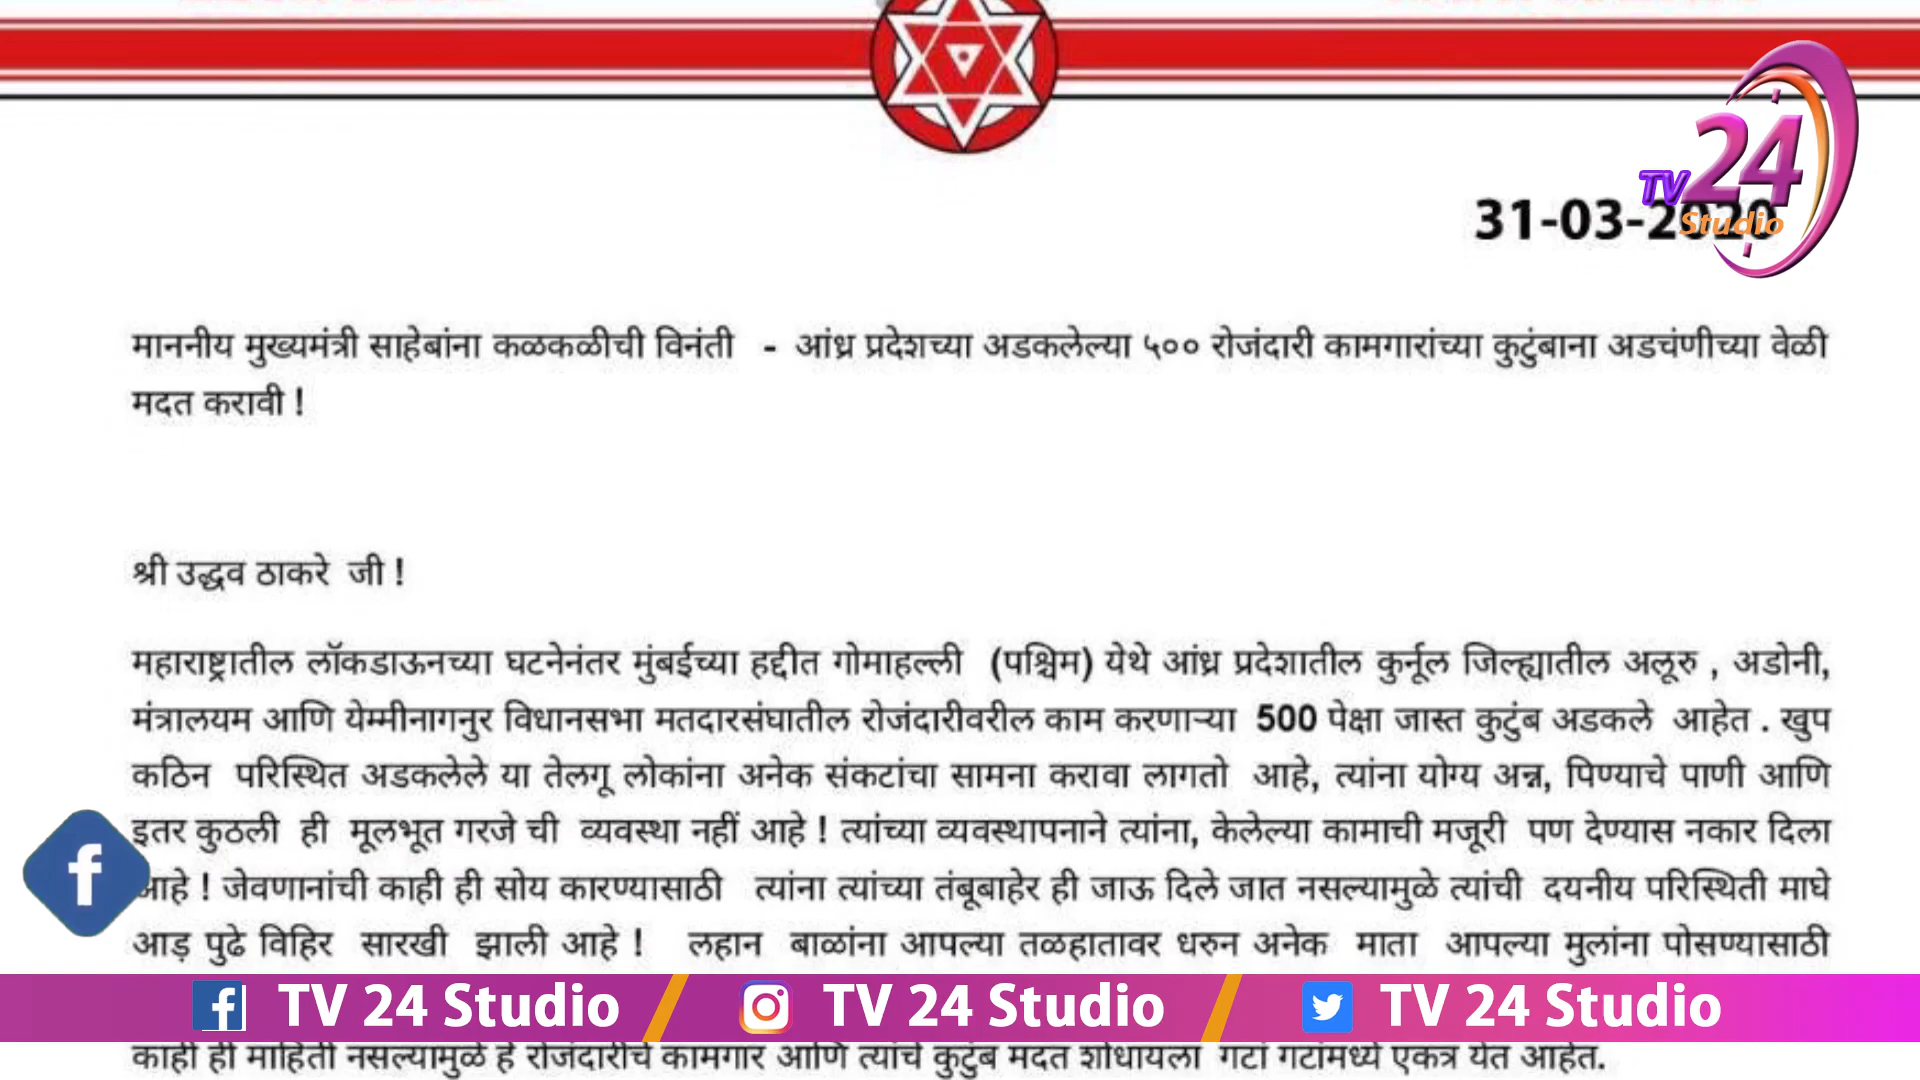 31-03-2020
TV 24
Studio
माननीय मुख्यमंत्री साहेबांना कळकळीची विनंती - आंध्र प्रदेशच्या अडकलेल्या ५०० रोजंदारी कामगारांच्या कुटुंबाना अडचंणीच्या वेळी
मदत करावी !
श्री उद्धव ठाकरे जी !
महाराष्ट्रातील लॉकडाऊनच्या घटनेनंतर मुंबईच्या हद्दीत गोमाहल्ली (पश्चिम) येथे आंध्र प्रदेशातील कुर्नूल जिल्ह्यातील अलूरु , अडोनी,
मंत्रालयम आणि येम्मीनागनुर विधानसभा मतदारसंघातील रोजंदारीवरील काम करणाऱ्या 500 पेक्षा जास्त कुटुंब अडकले आहेत . खुप
कठिन परिस्थित अडकलेले या तेलगू लोकांना अनेक संकटांचा सामना करावा लागतो आहे, त्यांना योग्य अन्न, पिण्याचे पाणी आणि
इतर कुठली ही मूलभूत गरजे ची व्यवस्था नहीं आहे ! त्यांच्या व्यवस्थापनाने त्यांना, केलेल्या कामाची मजूरी पण देण्यास नकार दिला
आहे ! जेवणानांची काही ही सोय कारण्यासाठी त्यांना त्यांच्या तंबूबाहेर ही जाऊ दिले जात नसल्यामुळे त्यांची दयनीय परिस्थिती माघे
आड़ पुढे विहिर सारखी झाली आहे ! लहान बाळांना आपल्या तळहातावर धरुन अनेक माता आपल्या मुलांना पोसण्यासाठी
TV 24 Studio TV 24 Studio TV 24 Studio
काही ही माहिती नसल्यामुळे हे रोजंदारीचे कामगार आणि त्यांचे कुटुंब मदत शोधायला गटा गटांमध्ये एकत्र येत आहेत.